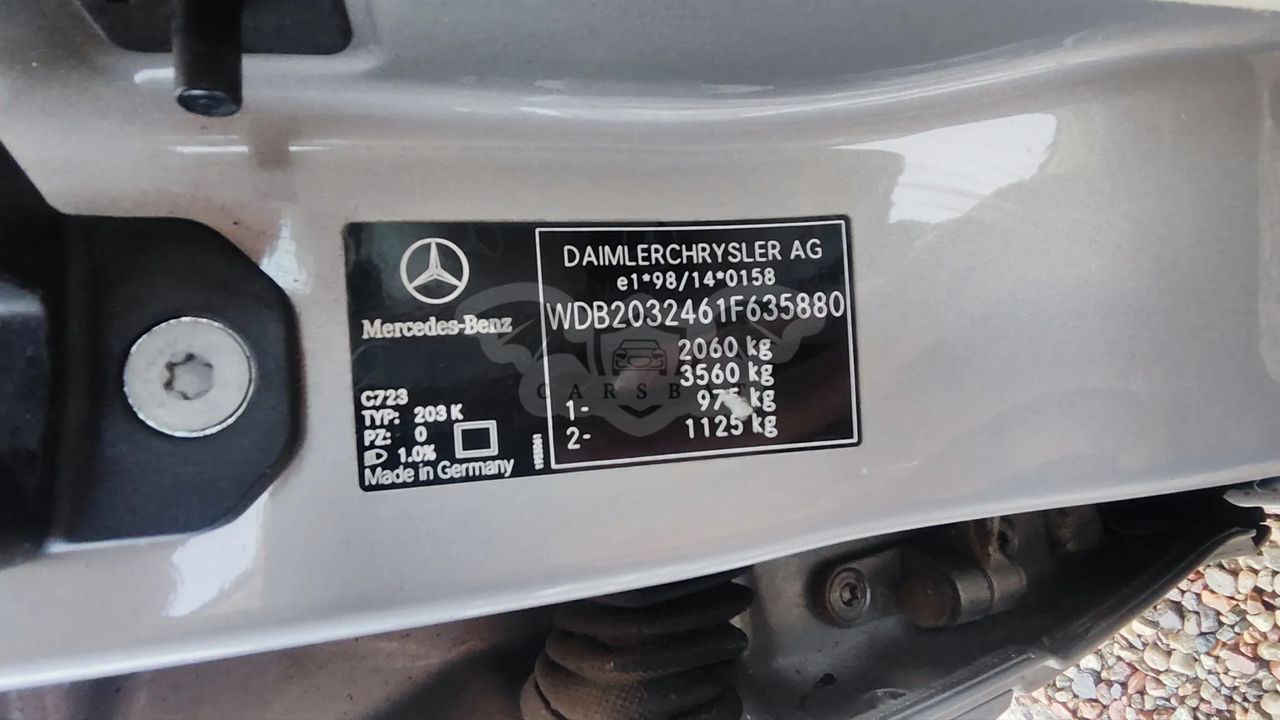 Mercedes-Benz
C723
TYP: 203 K
PZ: 0
1.0%
Made in Germany
DAIMLERCHRYSLER AG
e1*98/14*0158
WDB2032461F635880
2060 kg
3560 kg
1- 975 kg
2- 1125 kg